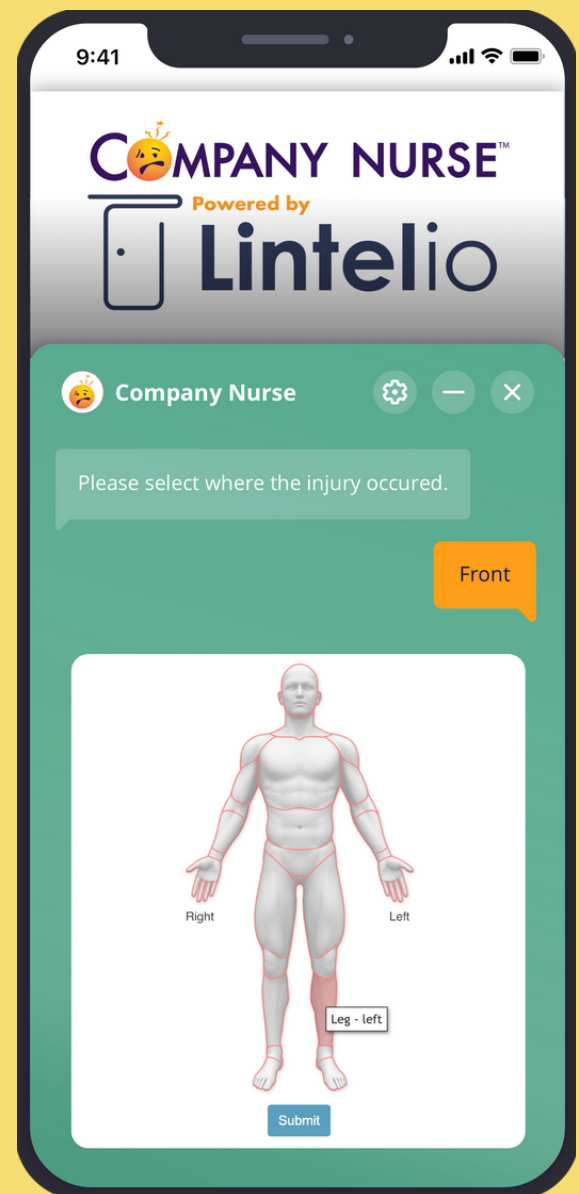 9:41
COMPANY NURSE™
Powered by
Lintelio
Company Nurse
Please select where the injury occured.
Front
Right
Left
Leg - left
Submit